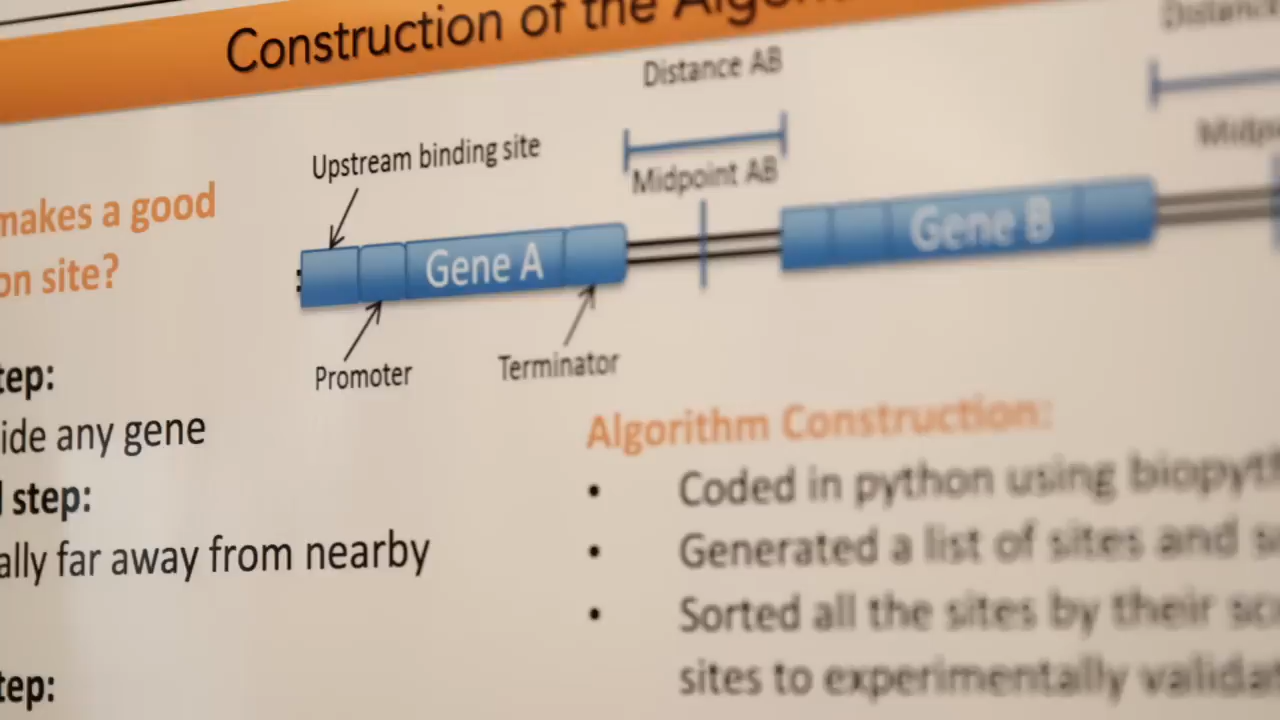 Construction of the
Distance AB
Distance
Upstream binding site
Midpoint AB
makes a good
on site?
Gene A
Gene B
Promoter
Terminator
tep:
ide any gene
step:
ally far away from nearby
tep:
Algorithm Construction:
• Coded in python using
• Generated a list of sites and
• Sorted all the sites by their
sites to experimentally